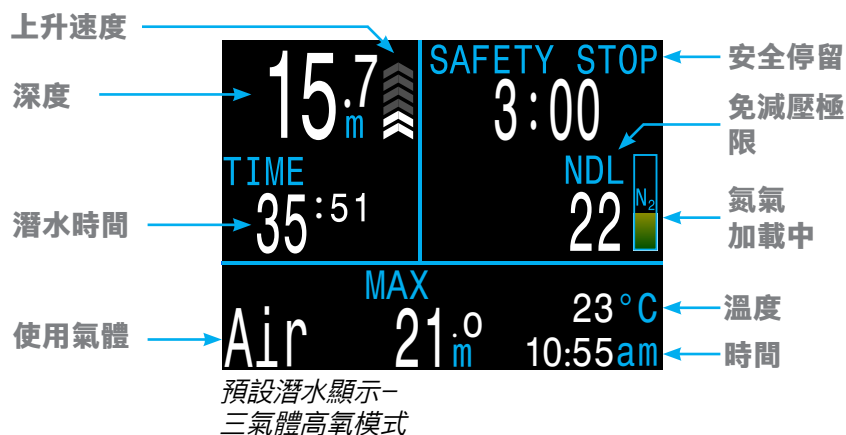 上升速度
深度
潛水時間
使用氣體
15.7m
TIME
35:51
SAFETY STOP
3:00
NDL
22
N2
MAX
Air
21.0m
23°C
10:55am
安全停留
免減壓極
限
氮氣
加載中
溫度
時間
預設潛水顯示–
三氣體高氧模式